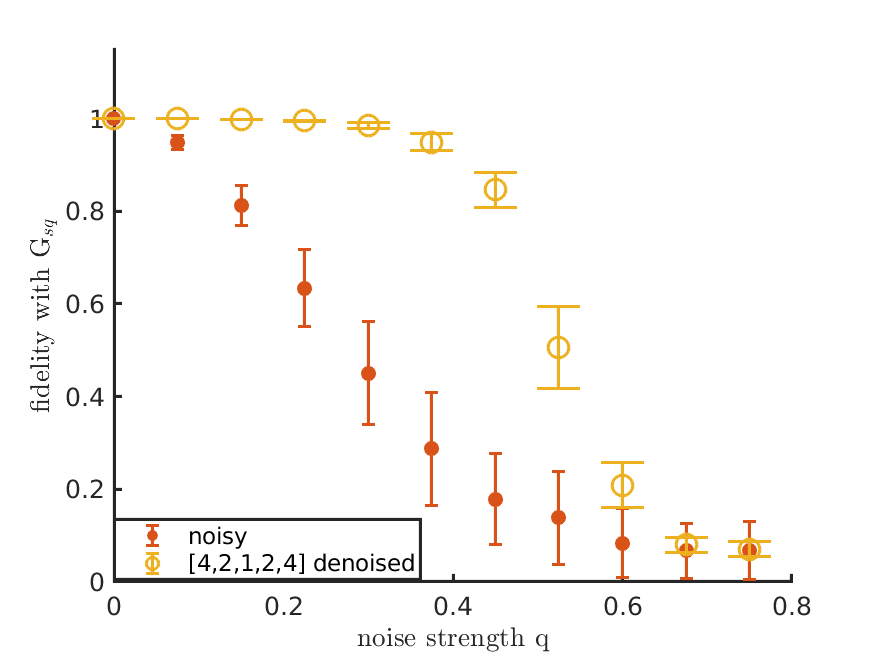 1
0.8
0.6
0.4
0.2
0
fidelity with G_{sq}
noisy
[4,2,1,2,4] denoised
0 0.2 0.4 0.6 0.8
noise strength q